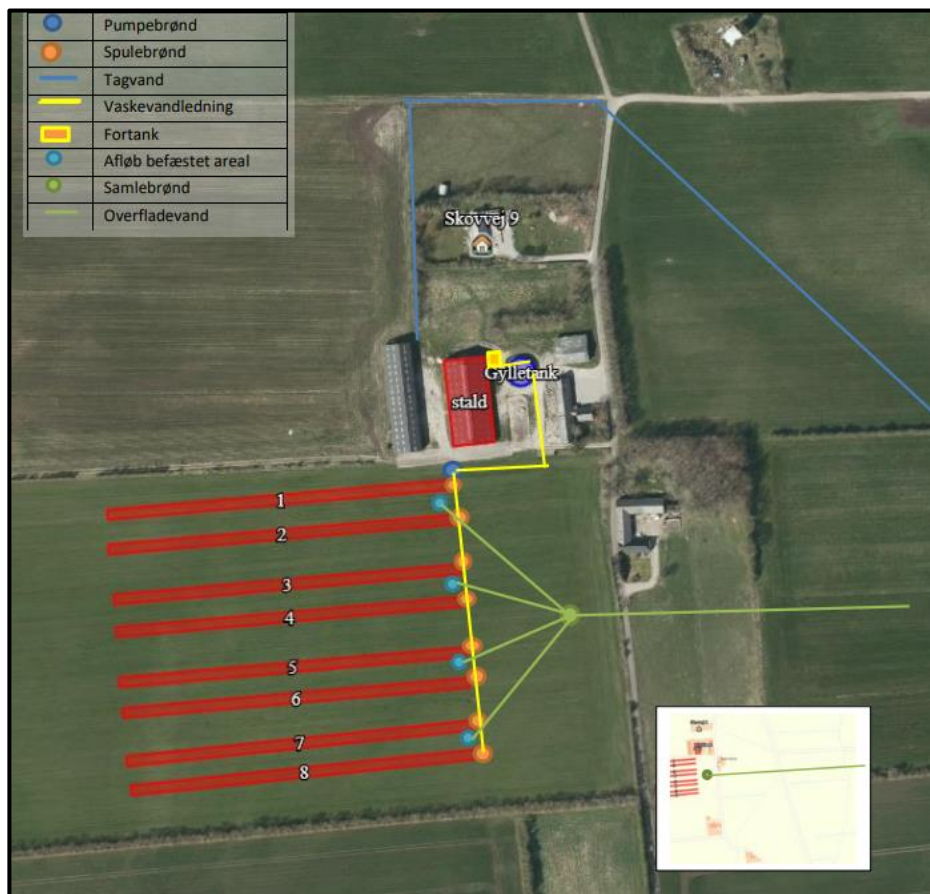 Pumpebrønd
Spulebrønd
Tagvand
Vaskevandledning
Fortank
Afløb befæstet areal
Samlebrønd
Overfladevand
Skovvej 9
Gylletank
stald
1
2
3
4
5
6
7
8